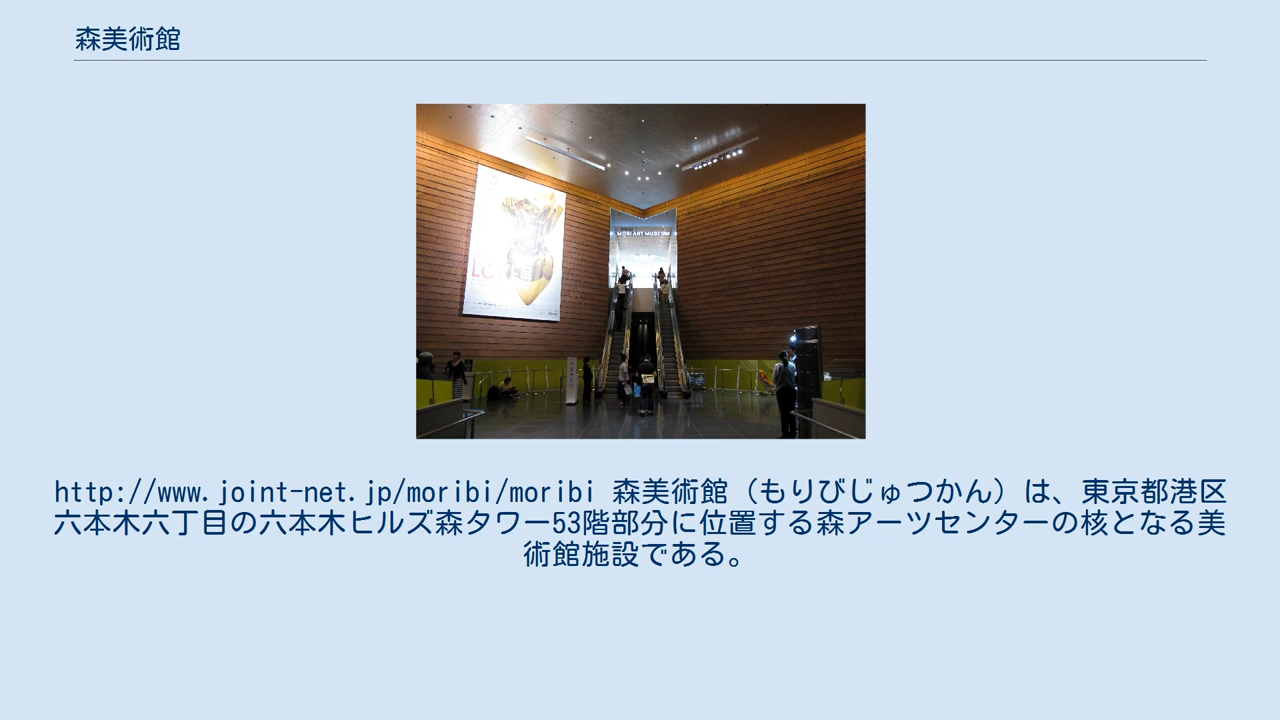 森美術館
MORI ART MUSEUM
http://www.joint-net.jp/moribi/moribi 森美術館（もりびじゅつかん）は、東京都港区
六本木六丁目の六本木ヒルズ森タワー53階部分に位置する森アーツセンターの核となる美
術館施設である。